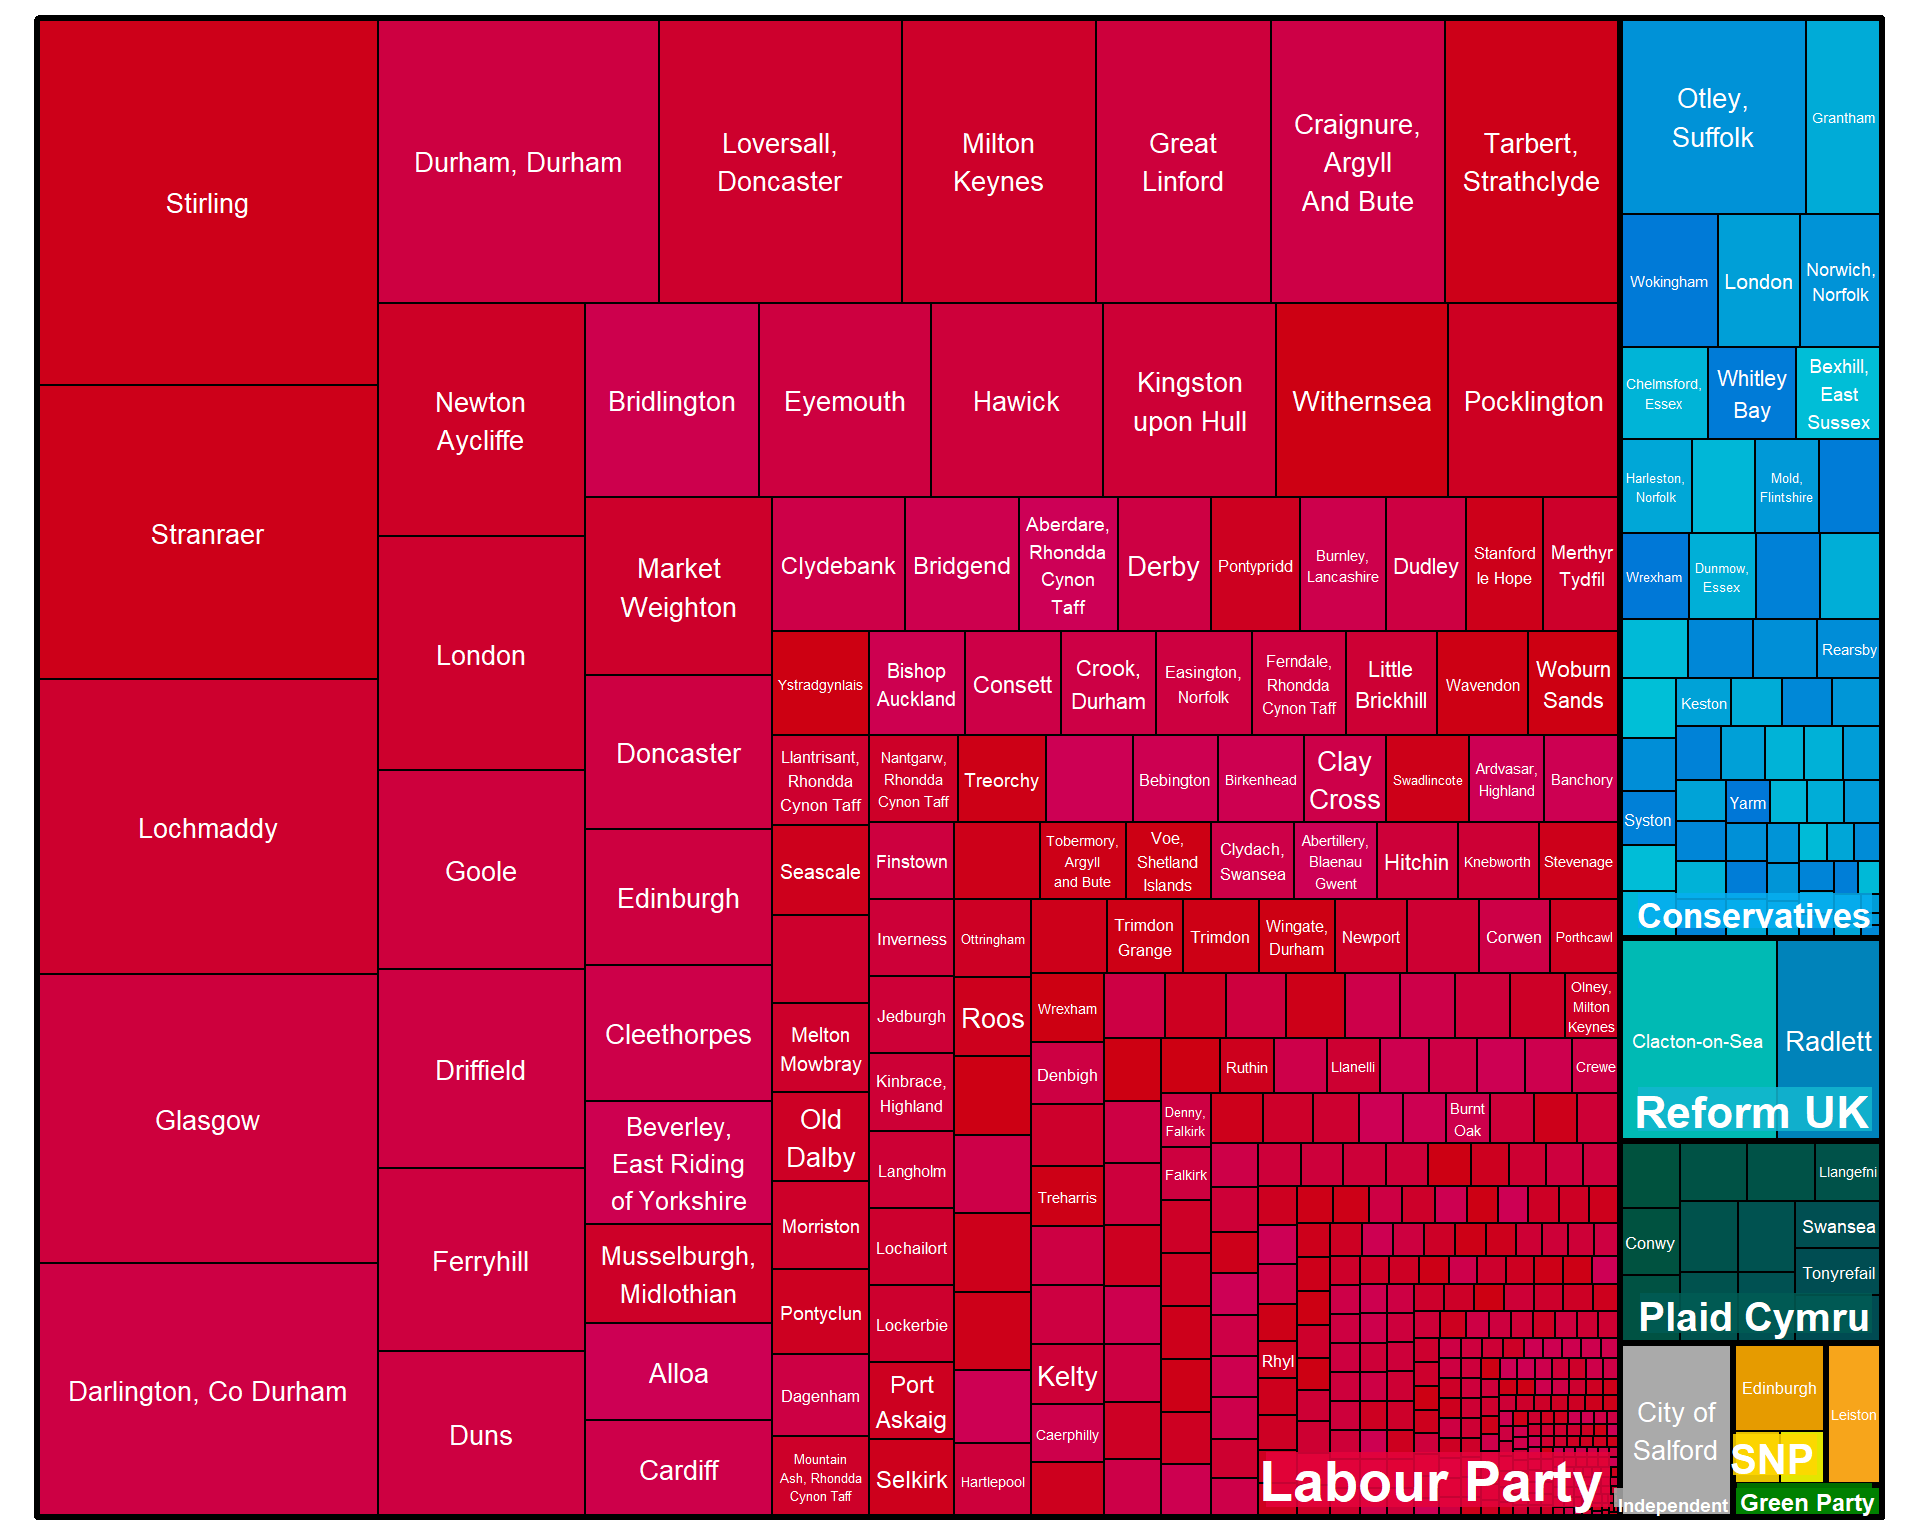 Stirling
Stranraer
Lochmaddy
Glasgow
Darlington, Co Durham
Durham, Durham
Loversall,
Doncaster
Milton
Keynes
Great
Linford
Craignure,
Argyll
And Bute
Tarbert,
Strathclyde
Newton
Aycliffe
London
Goole
Driffield
Ferryhill
Duns
Bridlington
Eyemouth
Hawick
Kingston
upon Hull
Withernsea
Pocklington
Market
Weighton
Doncaster
Edinburgh
Cleethorpes
Beverley,
East Riding
of Yorkshire
Musselburgh,
Midlothian
Alloa
Cardiff
Clydebank
Bridgend
Aberdare,
Rhondda
Cynon
Taff
Derby
Pontypridd
Burnley,
Lancashire
Dudley
Stanford
le Hope
Merthyr
Tydfil
Ystradgynlais
Llantrisant,
Rhondda
Cynon Taff
Seascale
Melton
Mowbray
Old
Dalby
Morriston
Pontyclun
Dagenham
Mountain
Ash, Rhondda
Cynon Taff
Bishop
Auckland
Consett
Crook,
Durham
Easington,
Norfolk
Ferndale,
Rhondda
Cynon Taff
Little
Brickhill
Wavendon
Woburn
Sands
Nantgarw,
Rhondda
Cynon Taff
Treorchy
Bebington
Birkenhead
Clay
Cross
Swadlincote
Ardvasar,
Highland
Banchory
Finstown
Inverness
Jedburgh
Kinbrace,
Highland
Langholm
Lochailort
Lockerbie
Port
Askaig
Selkirk
Tobermory,
Argyll
and Bute
Voe,
Shetland
Islands
Clydach,
Swansea
Abertillery,
Blaenau
Gwent
Hitchin
Knebworth
Stevenage
Ottringham
Roos
Hartlepool
Trimdon
Grange
Trimdon
Wingate,
Durham
Newport
Corwen
Porthcawl
Wrexham
Denbigh
Treharris
Kelty
Caerphilly
Olney,
Milton
Keynes
Ruthin
Llanelli
Crewe
Denny,
Falkirk
Falkirk
Burnt
Oak
Rhyl
Labour Party
Otley,
Suffolk
Grantham
Wokingham
London
Norwich,
Norfolk
Chelmsford,
Essex
Whitley
Bay
Bexhill,
East
Sussex
Harleston,
Norfolk
Mold,
Flintshire
Wrexham
Dunmow,
Essex
Rearsby
Keston
Syston
Yarm
Conservatives
Clacton-on-Sea
Radlett
Reform UK
Llangefni
Conwy
Swansea
Tonyrefail
Plaid Cymru
City of
Salford
Independent
Edinburgh
SNP
Leiston
Green Party